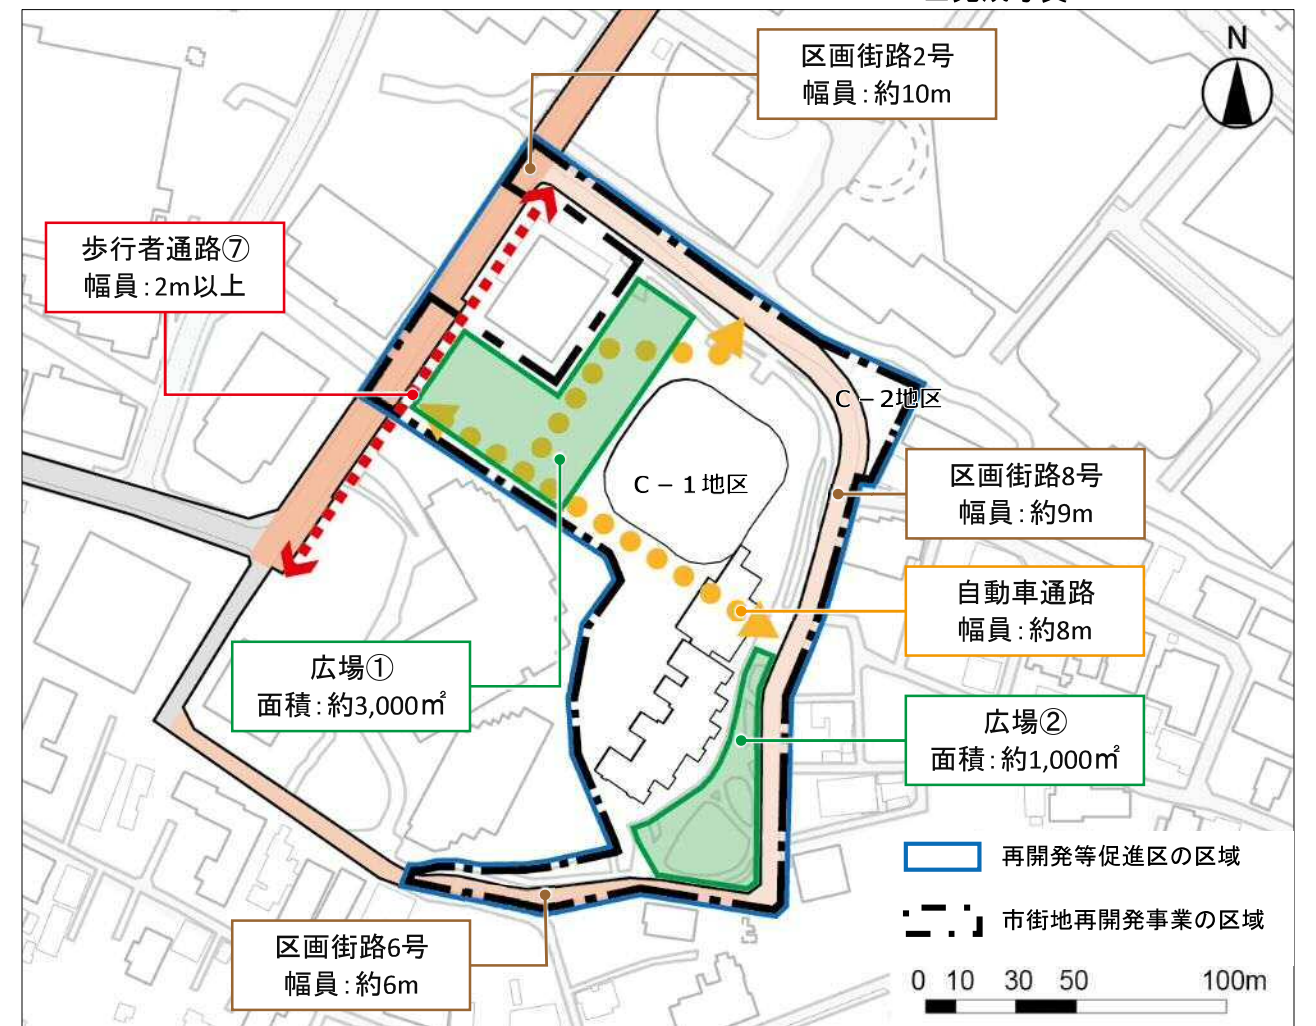 区画街路2号
幅員：約10m
N
歩行者通路⑦
幅員：2m以上
C－2地区
C－1地区
区画街路8号
幅員：約9m
自動車通路
幅員：約8m
広場①
面積：約3,000㎡
広場②
面積：約1,000㎡
再開発等促進区の区域
市街地再開発事業の区域
区画街路6号
幅員：約6m
0 10 30 50 100m